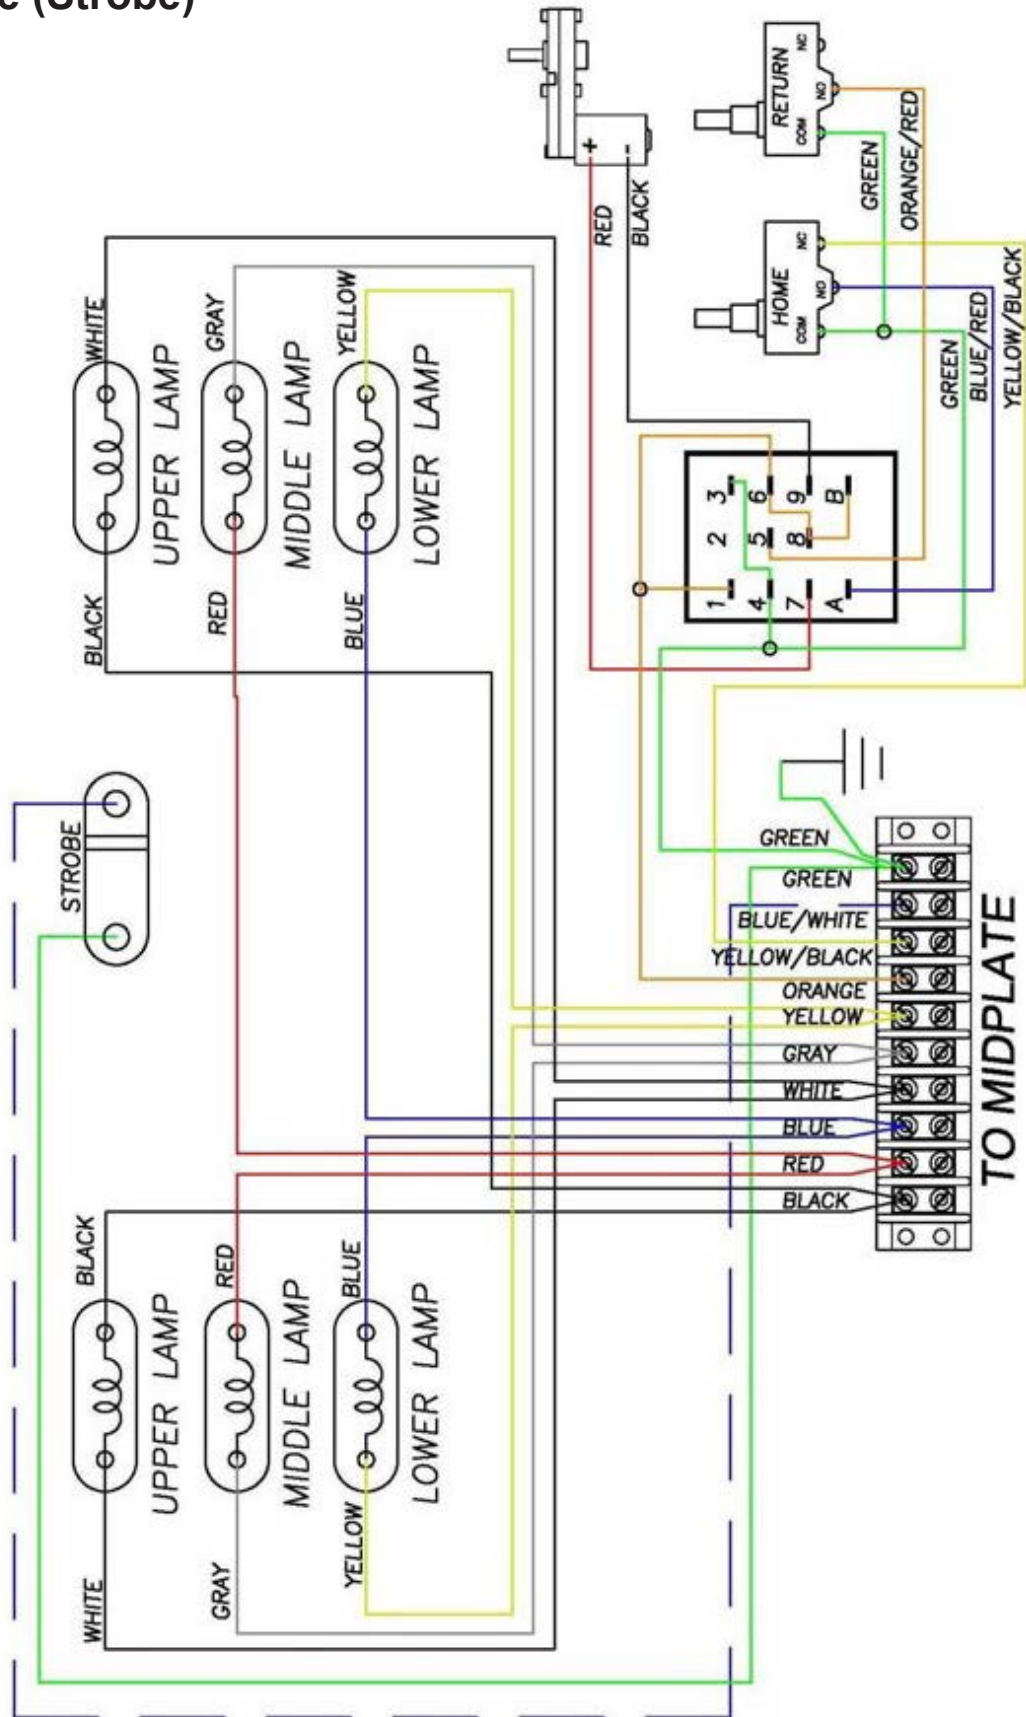 e (Strobe)
+
-
RED
BLACK
RETURN
NC
NO
COM
GREEN
ORANGE/RED
HOME
NC
NO
COM
GREEN
BLUE/RED
YELLOW/BLACK
WHITE
GRAY
YELLOW
UPPER LAMP
MIDDLE LAMP
LOWER LAMP
BLACK
RED
BLUE
3
6
9
B
2
5
8
1
4
7
A
STROBE
GREEN
GREEN
BLUE/WHITE
YELLOW/BLACK
ORANGE
YELLOW
GRAY
WHITE
BLUE
RED
BLACK
TO MIDPLATE
BLACK
RED
BLUE
UPPER LAMP
MIDDLE LAMP
LOWER LAMP
WHITE
GRAY
YELLOW